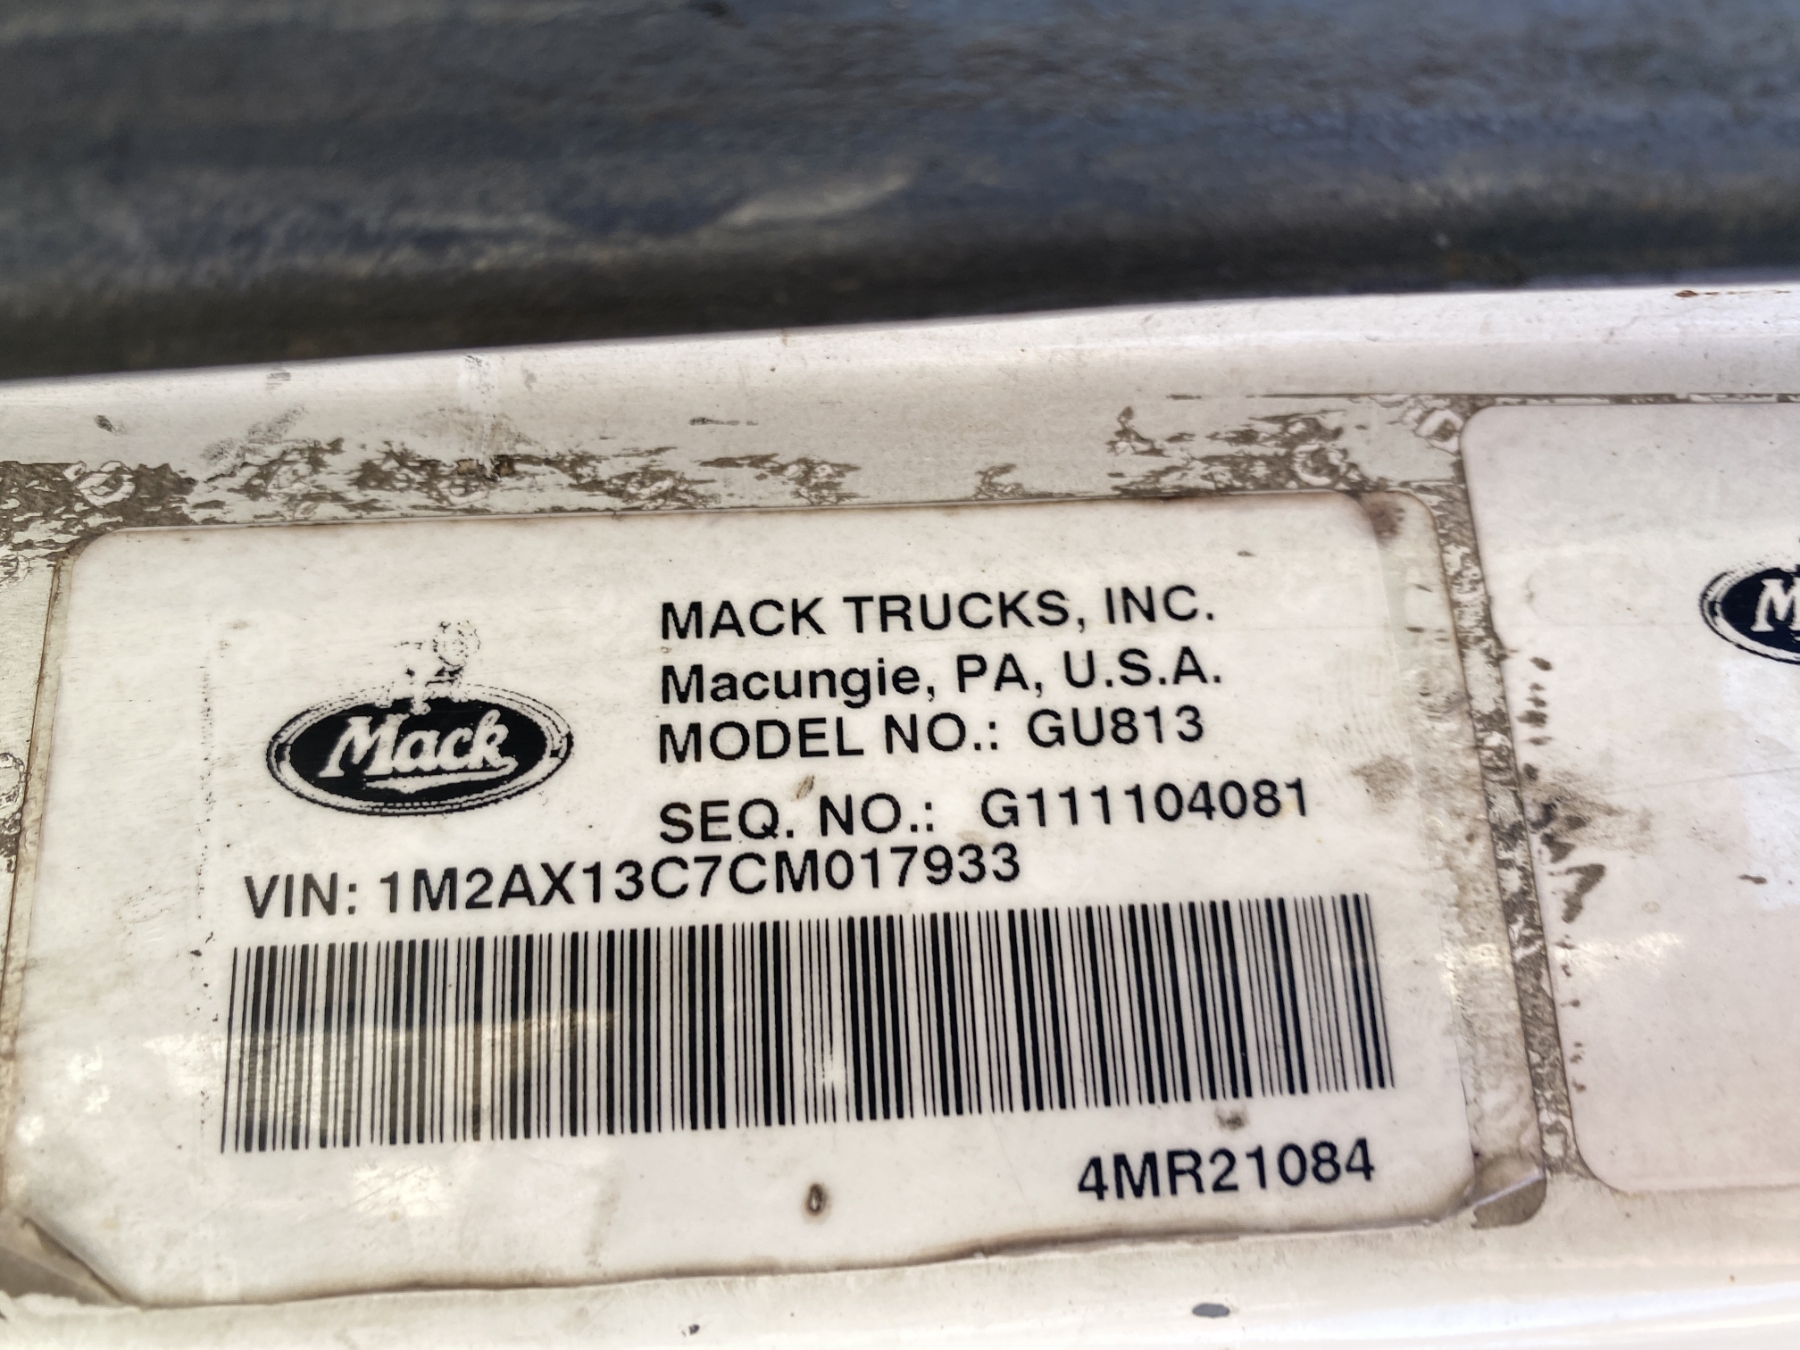 MACK TRUCKS, INC.
Macungie, PA, U.S.A.
MODEL NO.: GU813
SEQ. NO.: G111104081
Mack
VIN: 1M2AX13C7CM017933
4MR21084